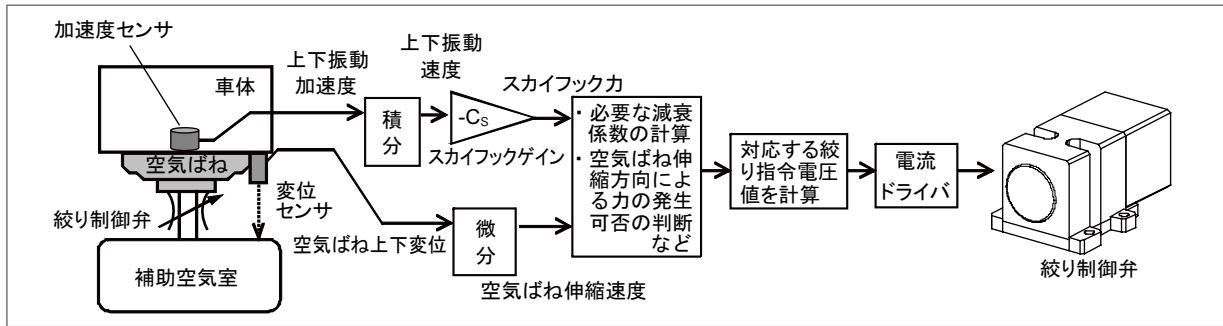 加速度センサ
車体
空気ばね
絞り制御弁
変位
センサ
補助空気室
上下振動
加速度
積
分
上下振動
速度
-Cs
スカイフックゲイン
スカイフック力
空気ばね上下変位
微
分
空気ばね伸縮速度
・必要な減衰
係数の計算
・空気ばね伸
縮方向によ
る力の発生
可否の判断
など
対応する絞
り指令電圧
値を計算
電流
ドライバ
絞り制御弁